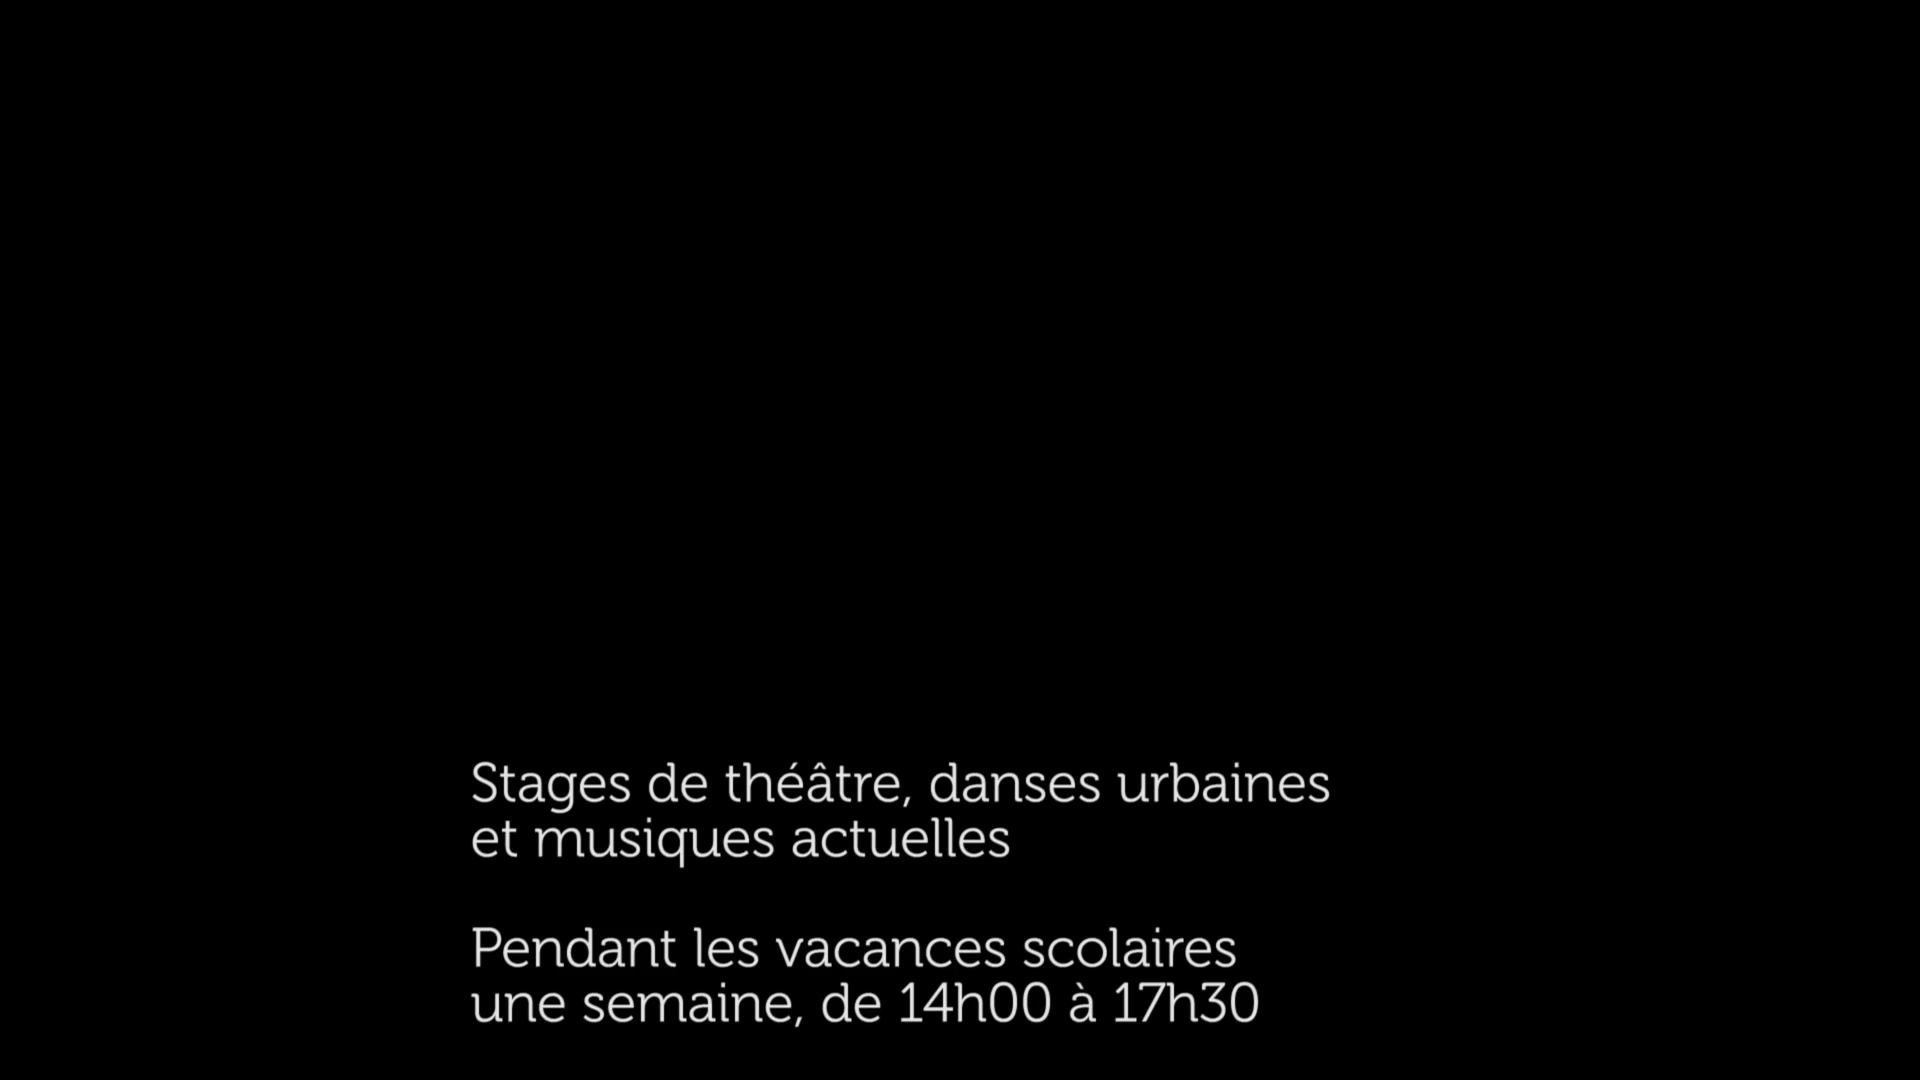 Stages de théâtre, danses urbaines
et musiques actuelles
Pendant les vacances scolaires
une semaine, de 14h00 à 17h30